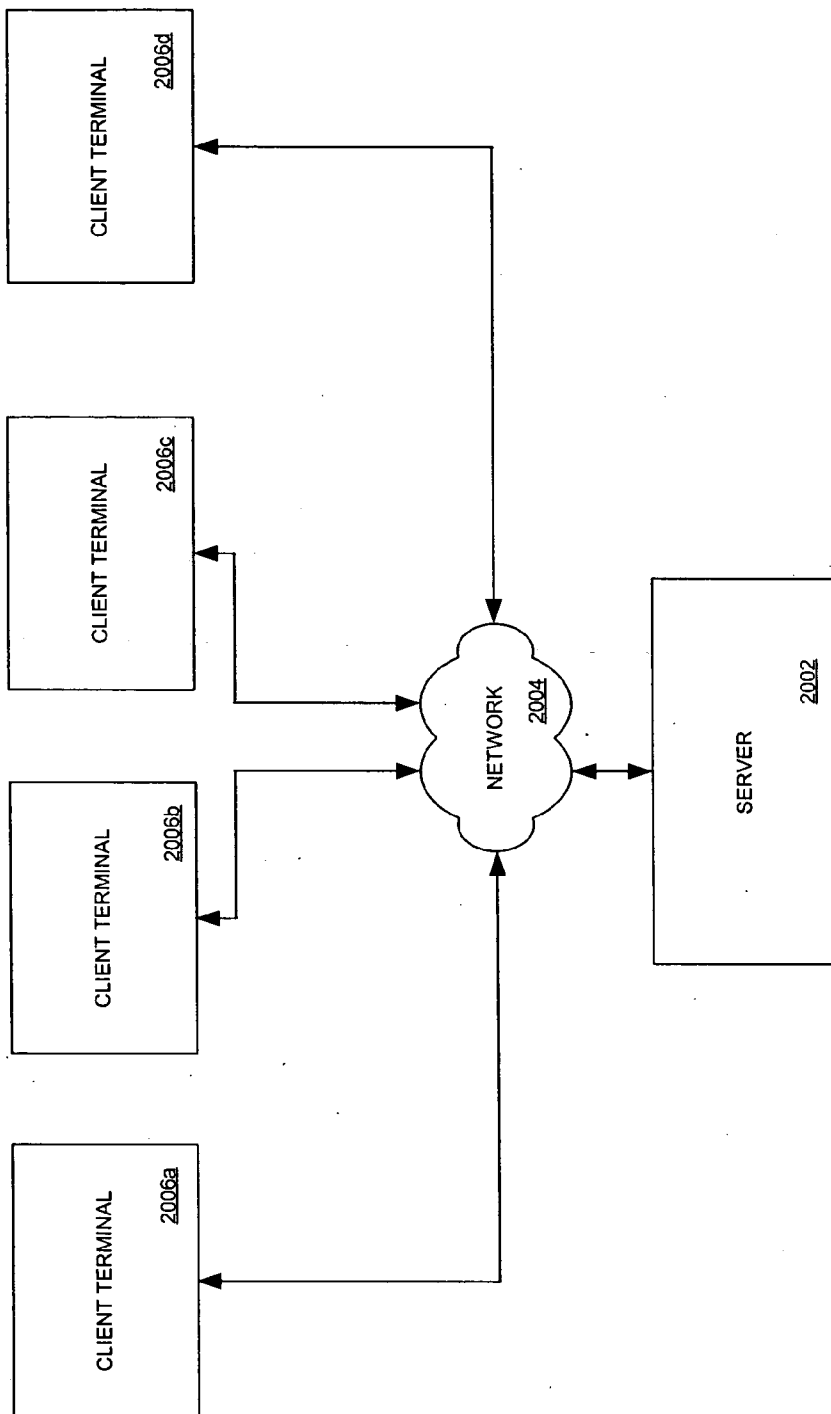 CLIENT TERMINAL
2006a
CLIENT TERMINAL
2006b
CLIENT TERMINAL
2006c
CLIENT TERMINAL
2006d
NETWORK
2004
SERVER
2002